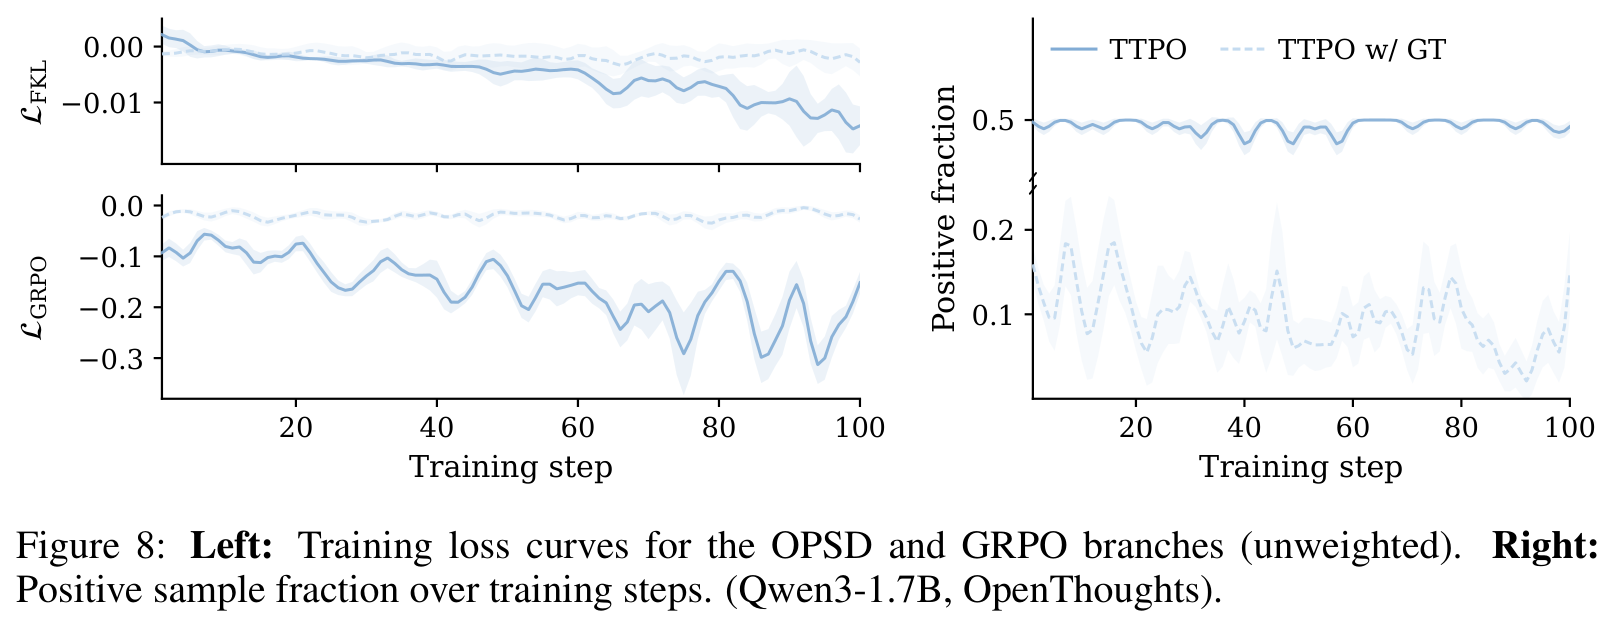 0.00
−0.01
ℒFKL
0.0
−0.1
−0.2
−0.3
ℒGRPO
20 40 60 80 100
Training step
TTPO TTPO w/ GT
0.5
0.2
0.1
Positive fraction
20 40 60 80 100
Training step
Figure 8: Left: Training loss curves for the OPSD and GRPO branches (unweighted). Right:
Positive sample fraction over training steps. (Qwen3-1.7B, OpenThoughts).